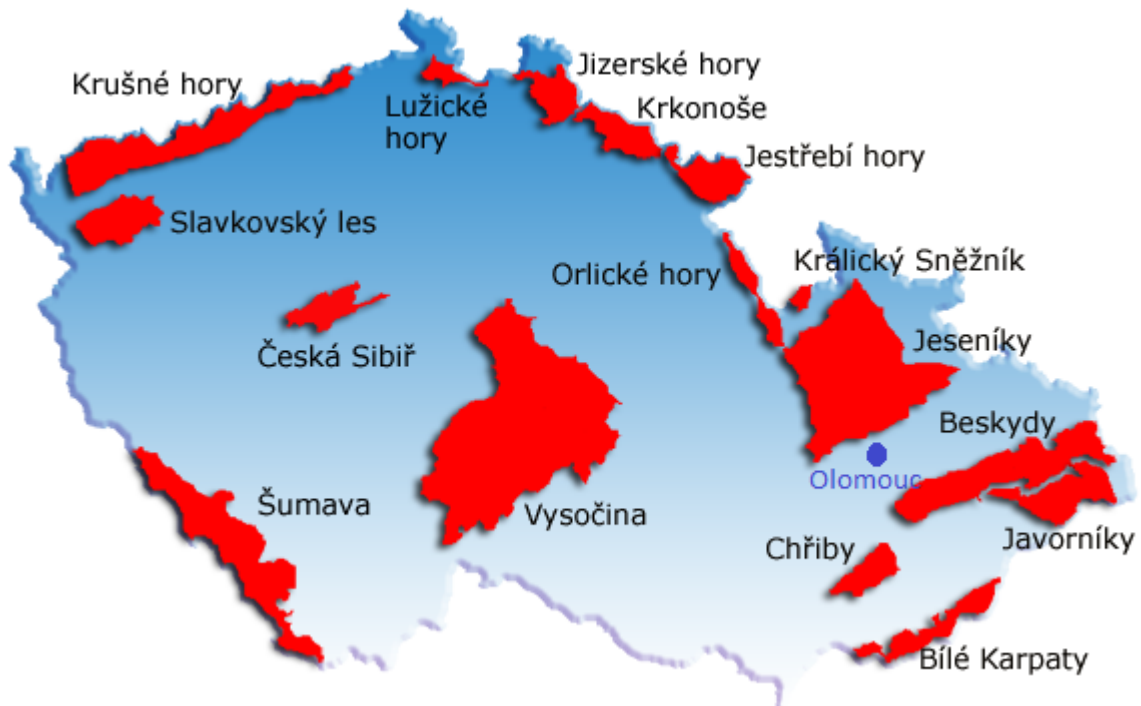 Krušné hory
Lužické
hory
Jizerské hory
Krkonoše
Jestřebí hory
Slavkovský les
Orlické hory
Králický Sněžník
Česká Sibiř
Jeseníky
Beskydy
Olomouc
Šumava
Vysočina
Chřiby
Javorníky
Bílé Karpaty